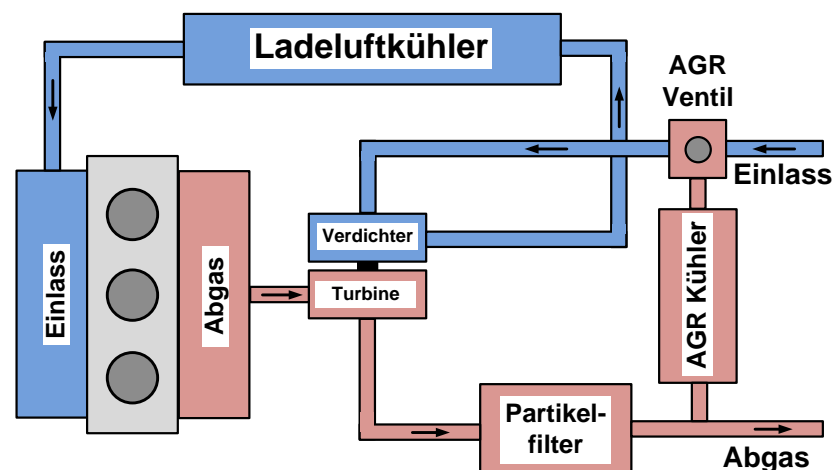 Ladeluftkühler
AGR
Ventil
Einlass
Verdichter
Turbine
Einlass
Abgas
AGR Kühler
Partikel-
filter
Abgas